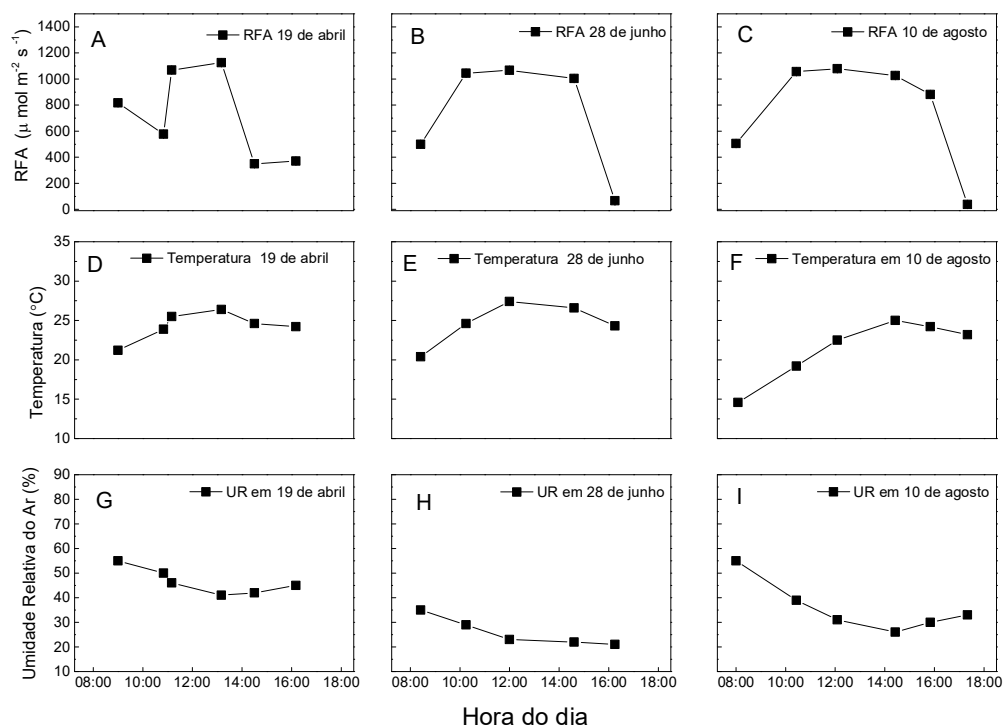 A
RFA 19 de abril
B
RFA 28 de junho
C
RFA 10 de agosto
RFA (μ mol m⁻² s⁻¹)
1400
1200
1000
800
600
400
200
0
D
Temperatura 19 de abril
E
Temperatura 28 de junho
F
Temperatura em 10 de agosto
Temperatura (°C)
35
30
25
20
15
10
G
UR em 19 de abril
H
UR em 28 de junho
I
UR em 10 de agosto
Umidade Relativa do Ar (%)
90
80
70
60
50
40
30
20
10
08:00 10:00 12:00 14:00 16:00 18:00
08:00 10:00 12:00 14:00 16:00 18:00
08:00 10:00 12:00 14:00 16:00 18:00
Hora do dia